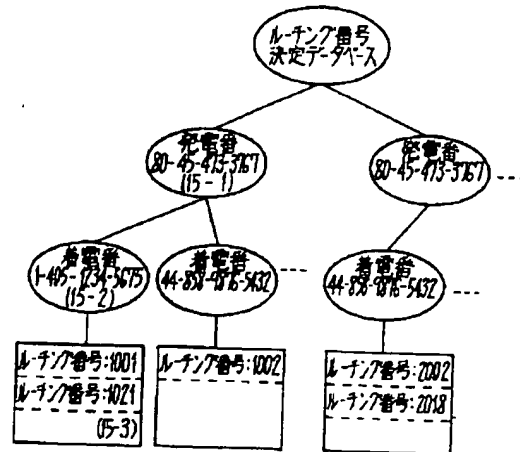 ルーチング番号
決定データベース
発電番
80-45-473-3767
(15-1)
発電番
80-45-473-3767
着電番
1-405-1234-5675
(15-2)
着電番
44-858-9876-5432
着電番
44-858-9876-5432
ルーチング番号:1001
ルーチング番号:1021
(15-3)
ルーチング番号:1002
ルーチング番号:2002
ルーチング番号:2018